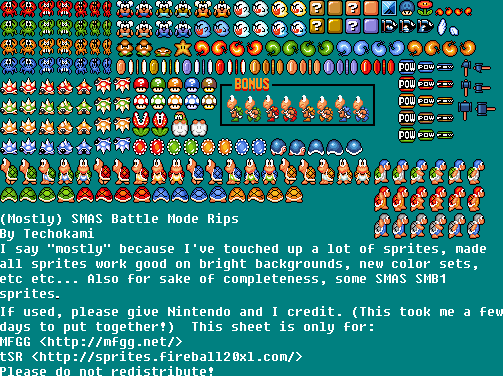 BONUS
POW POW
POW POW
POW POW
POW POW
POW POW
(Mostly) SMAS Battle Mode Rips
By Techokami
I say "mostly" because I've touched up a lot of sprites, made
all sprites work good on bright backgrounds, new color sets,
etc etc... Also for sake of completeness, some SMAS SMB1
sprites.
If used, please give Nintendo and I credit. (This took me a few
days to put together!)  This sheet is only for:
MFGG <http://mfgg.net/>
tSR <http://sprites.fireball20xl.com/>
Please do not redistribute!